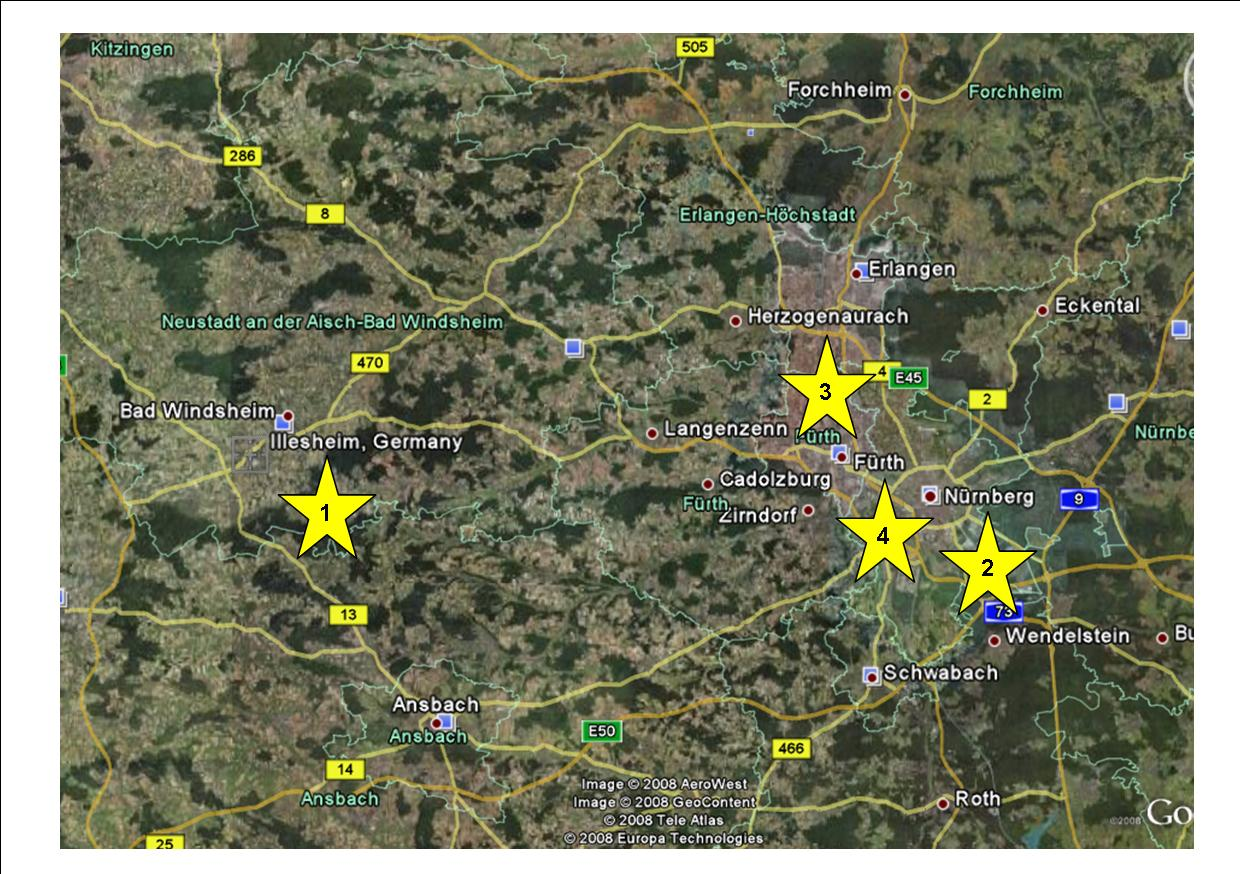 Kitzingen
505
Forchheim
Forchheim
286
8
Erlangen-Höchstadt
Erlangen
Eckental
Herzogenaurach
Neustadt an der Aisch-Bad Windsheim
470
4
E45
3
2
Bad Windsheim
Langenzenn
Fürth
Nürnbe
Illesheim, Germany
Fürth
Cadolzburg
Nürnberg
9
Fürth
Zirndorf
1
4
2
13
73
Wendelstein
Bu
Schwabach
Ansbach
Ansbach
E50
466
14
Ansbach
Image © 2008 AeroWest
Image © 2008 GeoContent
© 2008 Tele Atlas
© 2008 Europa Technologies
Roth
©2008 Go
25